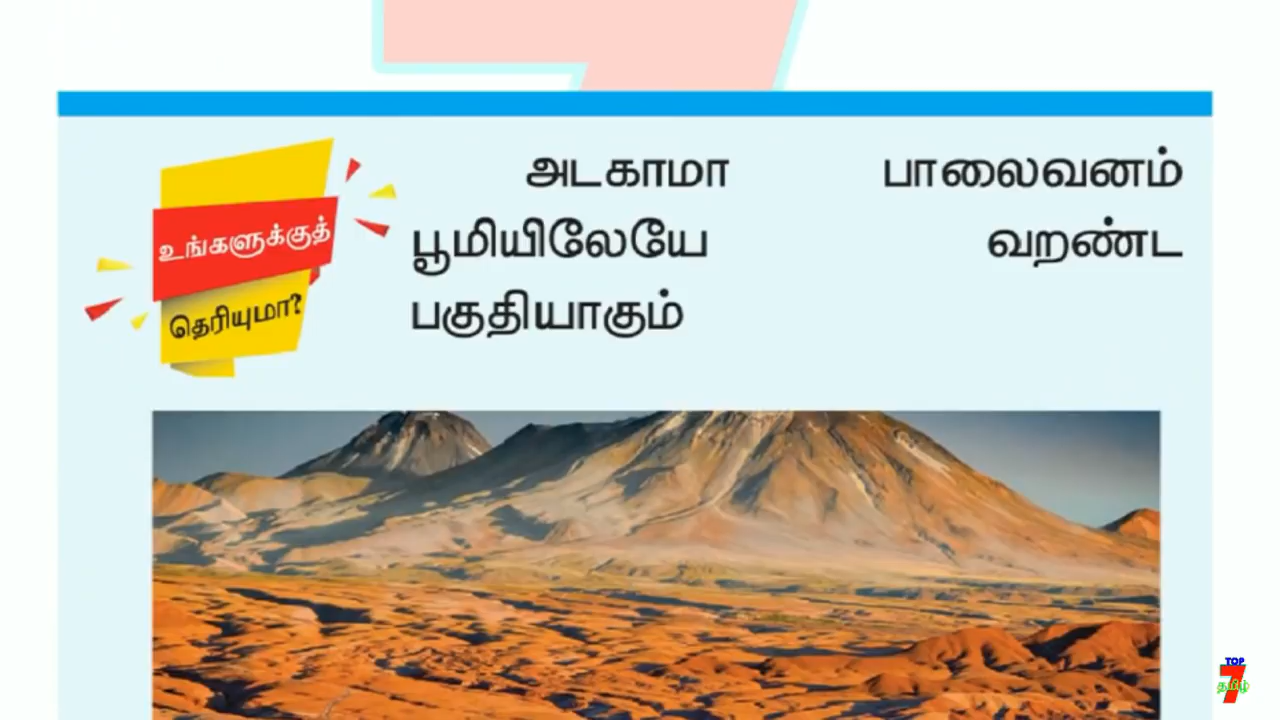 உங்களுக்குத்
தெரியுமா?
அடகாமா பாலைவனம்
பூமியிலேயே வறண்ட
பகுதியாகும்
TOP
7
தமிழ்